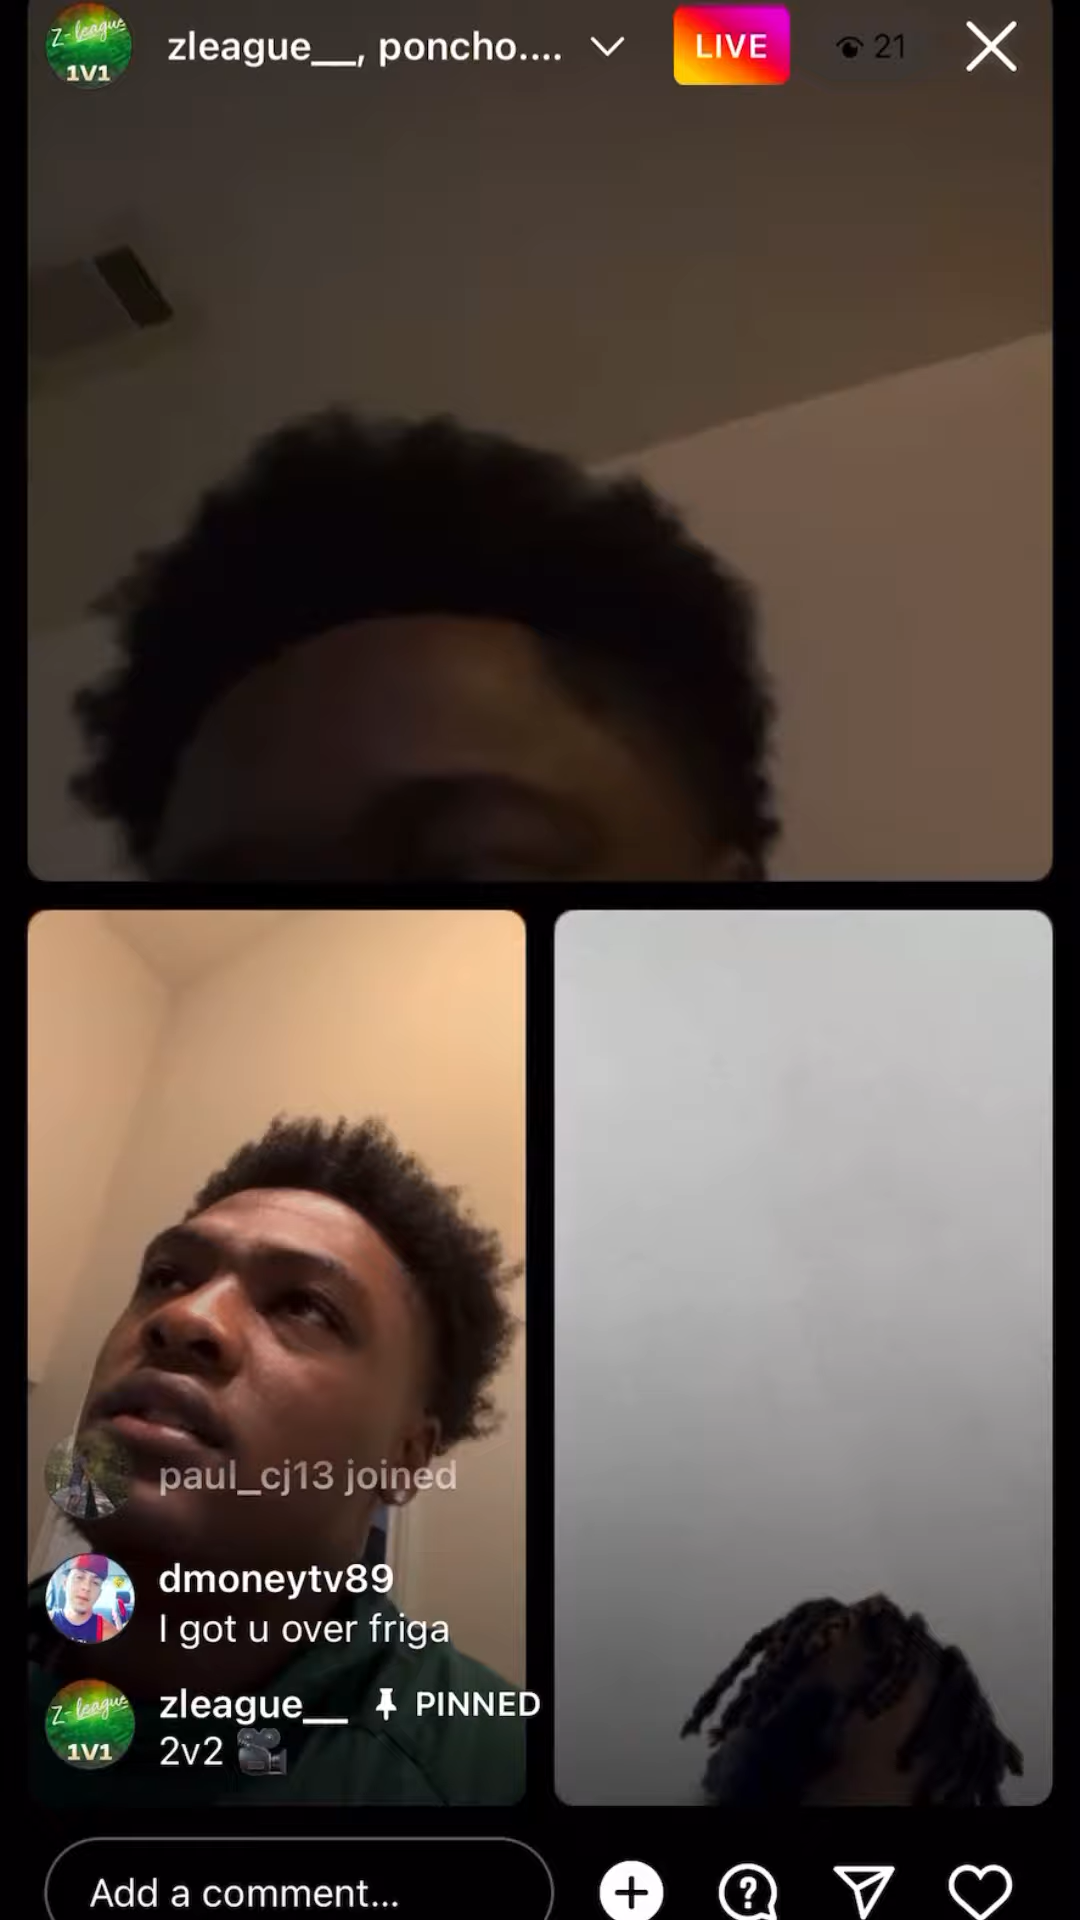 Z-league
1V1
zleague__, poncho....
LIVE
21
paul_cj13 joined
dmoneytv89
I got u over friga
Z-league
1V1
zleague__ PINNED
2v2 🎥
Add a comment...